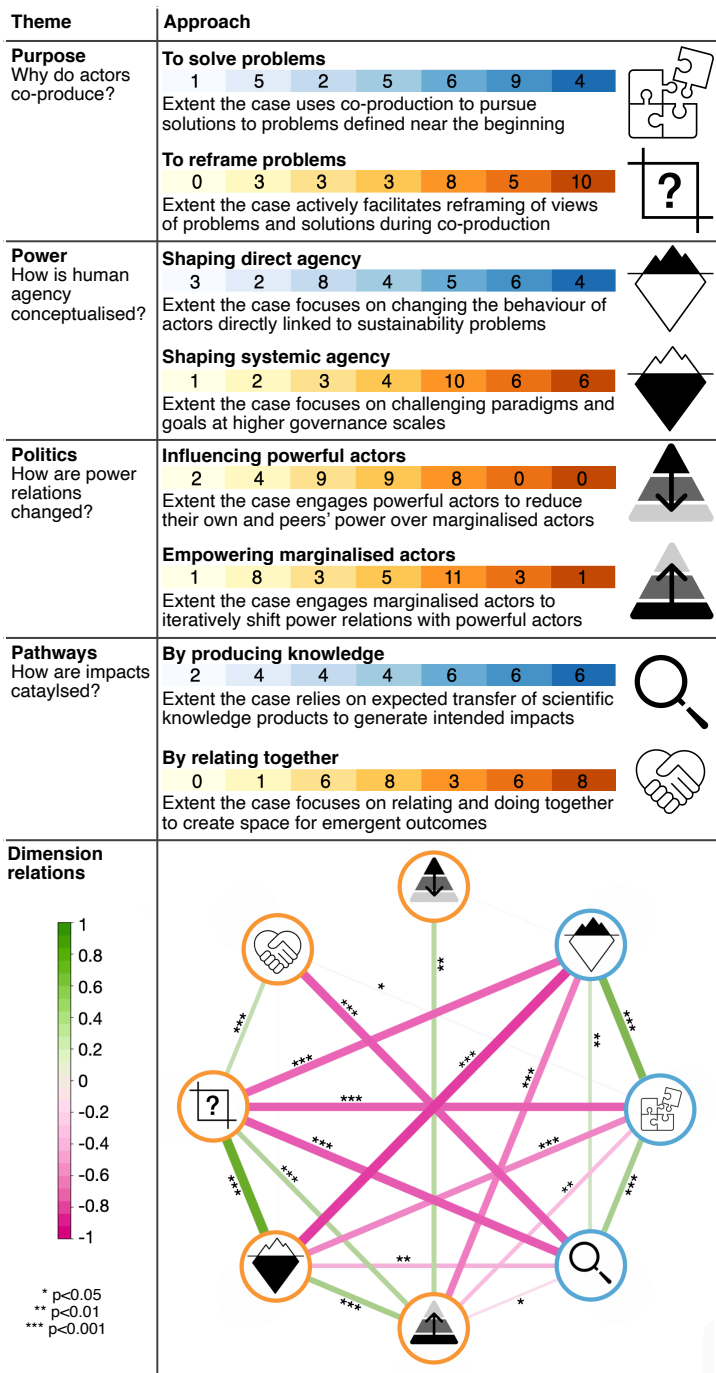 Theme Approach
Purpose
Why do actors
co-produce?
To solve problems
1 5 2 5 6 9 4
Extent the case uses co-production to pursue
solutions to problems defined near the beginning
To reframe problems
0 3 3 3 8 5 10
?
Extent the case actively facilitates reframing of views
of problems and solutions during co-production
Power
How is human
agency
conceptualised?
Shaping direct agency
3 2 8 4 5 6 4
Extent the case focuses on changing the behaviour of
actors directly linked to sustainability problems
Shaping systemic agency
1 2 3 4 10 6 6
Extent the case focuses on challenging paradigms and
goals at higher governance scales
Politics
How are power
relations
changed?
Influencing powerful actors
2 4 9 9 8 0 0
Extent the case engages powerful actors to reduce
their own and peers' power over marginalised actors
Empowering marginalised actors
1 8 3 5 11 3 1
Extent the case engages marginalised actors to
iteratively shift power relations with powerful actors
Pathways
How are impacts
cataylsed?
By producing knowledge
2 4 4 4 6 6 6
Extent the case relies on expected transfer of scientific
knowledge products to generate intended impacts
By relating together
0 1 6 8 3 6 8
Extent the case focuses on relating and doing together
to create space for emergent outcomes
Dimension
relations
1
0.8
0.6
0.4
0.2
0
-0.2
-0.4
-0.6
-0.8
-1
* p<0.05
** p<0.01
*** p<0.001
**
*
***
***
***
***
***
***
**
***
?
***
***
***
***
**
***
**
***
*